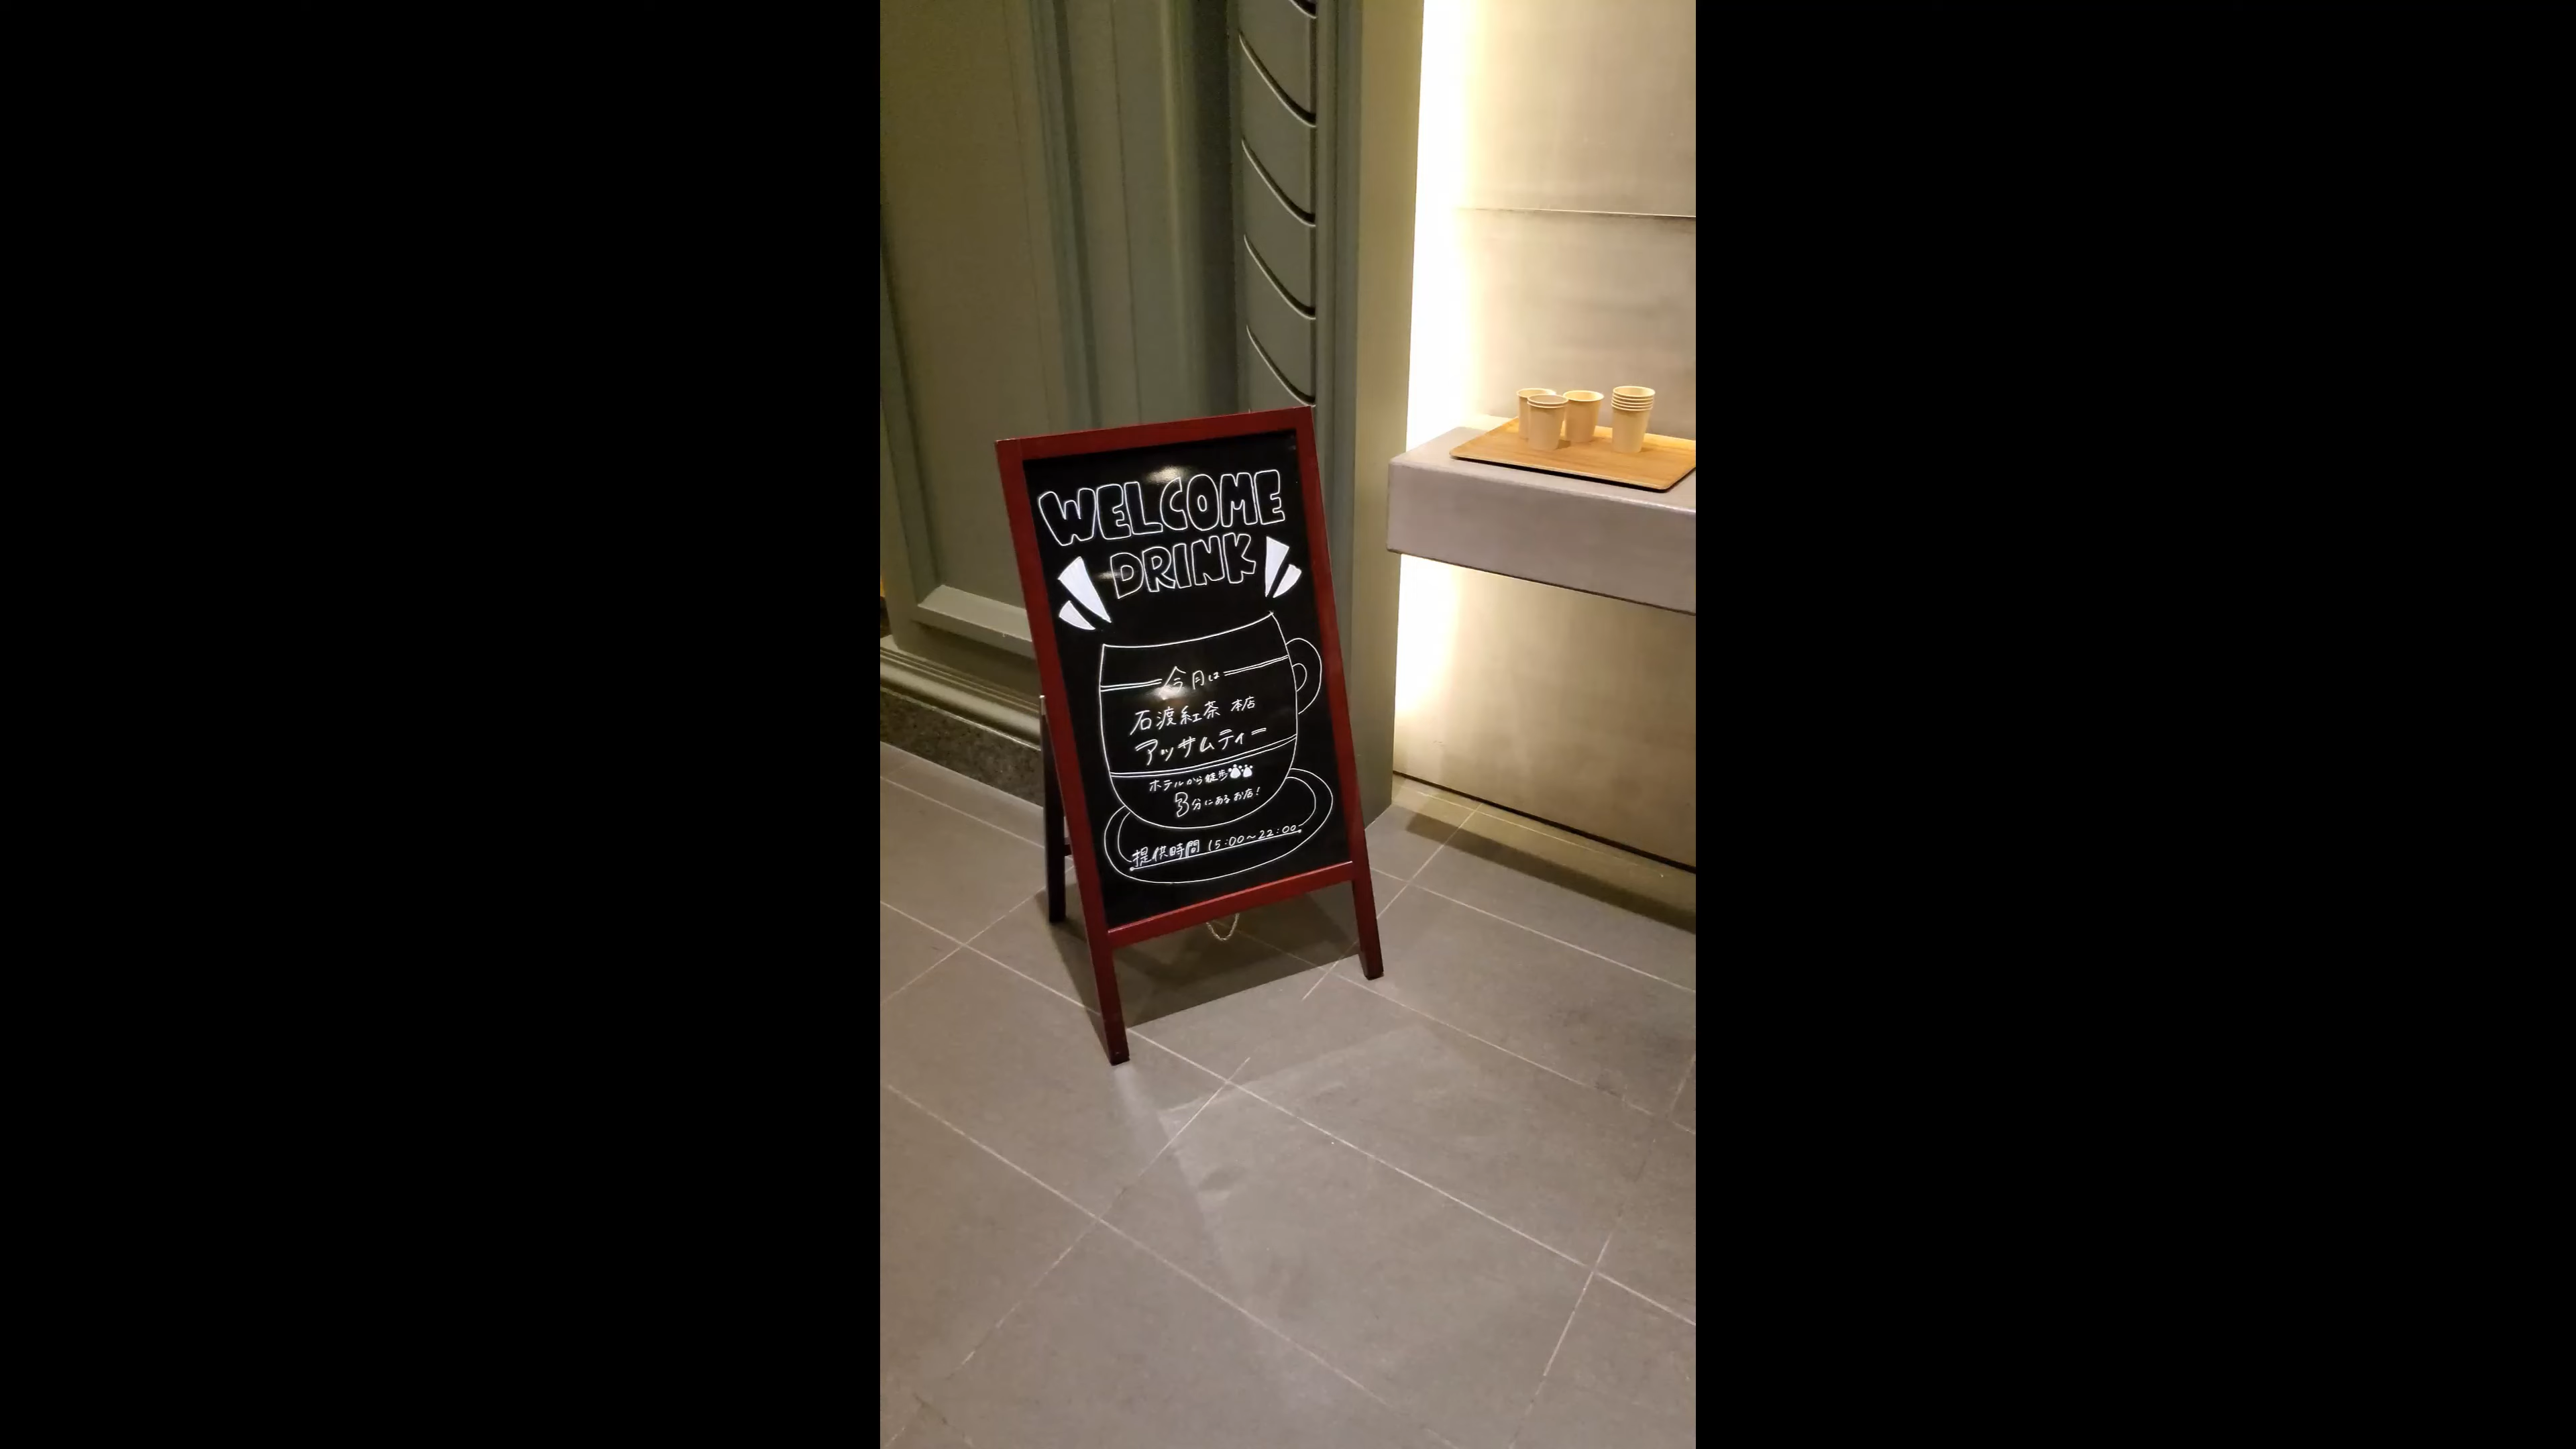 WELCOME
DRINK
今月は
石渡紅茶 本店
アッサムティー
ホテルから徒歩
3分にあるお店!
提供時間 15:00~22:00